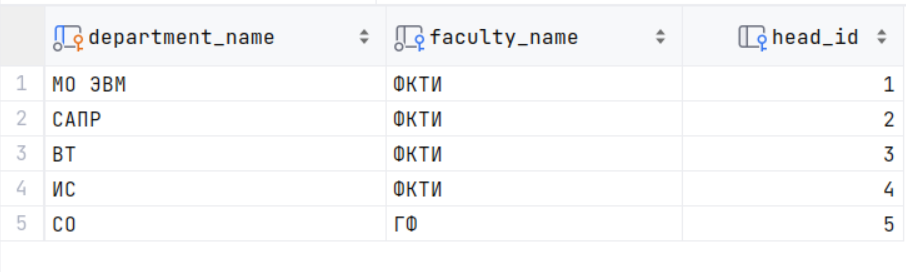 department_name faculty_name head_id
1 МО ЭВМ ФКТИ 1
2 САПР ФКТИ 2
3 ВТ ФКТИ 3
4 ИС ФКТИ 4
5 СО ГФ 5